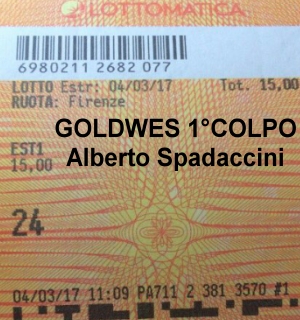 LOTTOMATICA
6980211 2682 077
LOTTO Estr: 04/03/17 Tot. 15,00
RUOTA: Firenze
GOLDWES 1°COLPO
EST1
Alberto Spadaccini
15,00
24
04/03/17 11:09 PA711 2 381 3570 #1